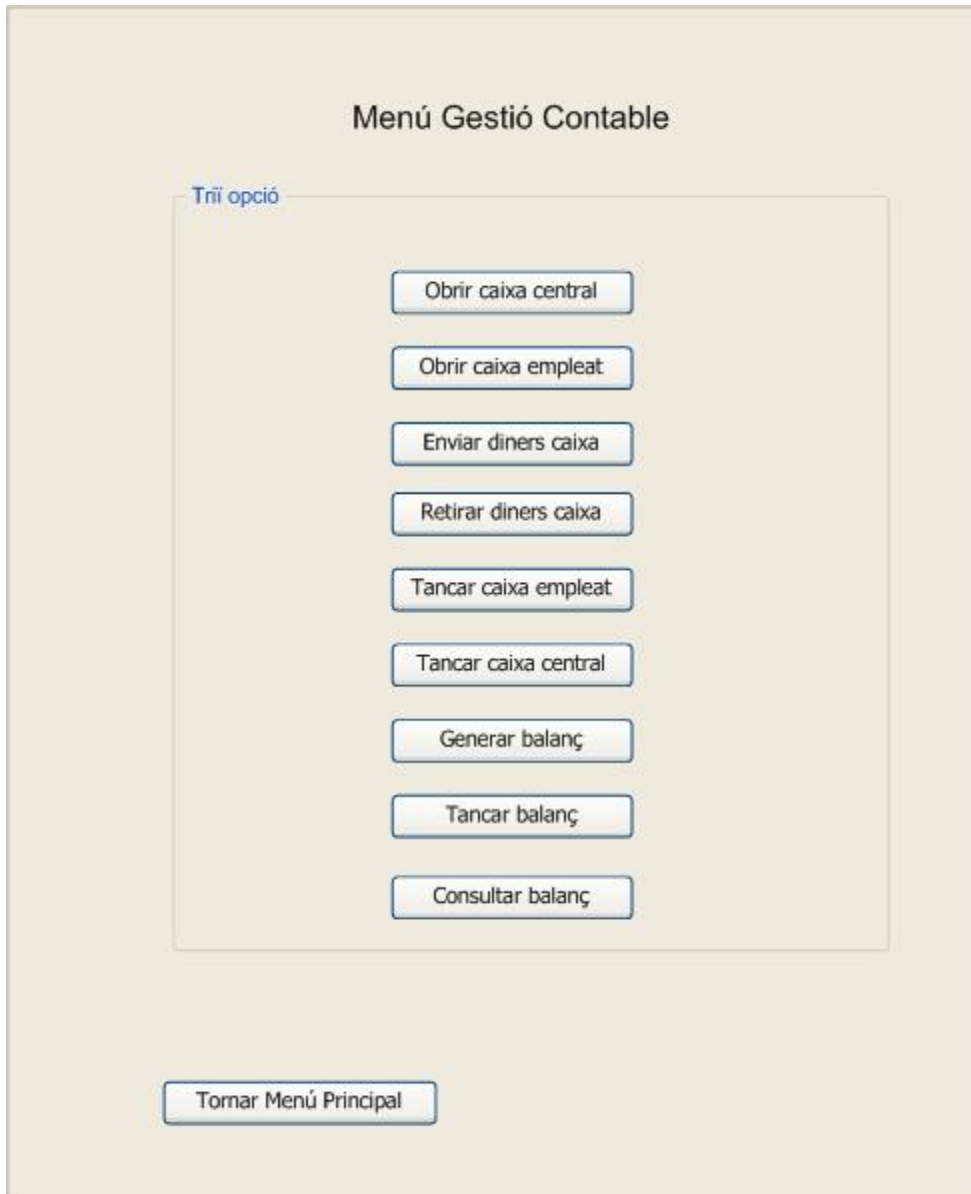 Menú Gestió Contable
Triï opció
Obrir caixa central
Obrir caixa empleat
Enviar diners caixa
Retirar diners caixa
Tancar caixa empleat
Tancar caixa central
Generar balanç
Tancar balanç
Consultar balanç
Tornar Menú Principal